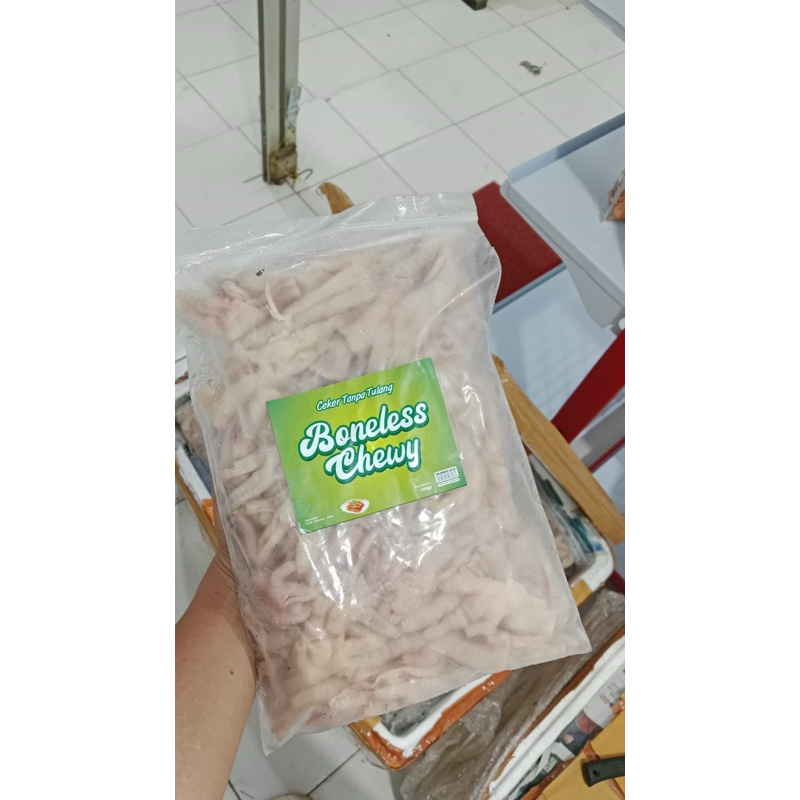 Ceker Tanpa Tulang
Boneless
Chewy